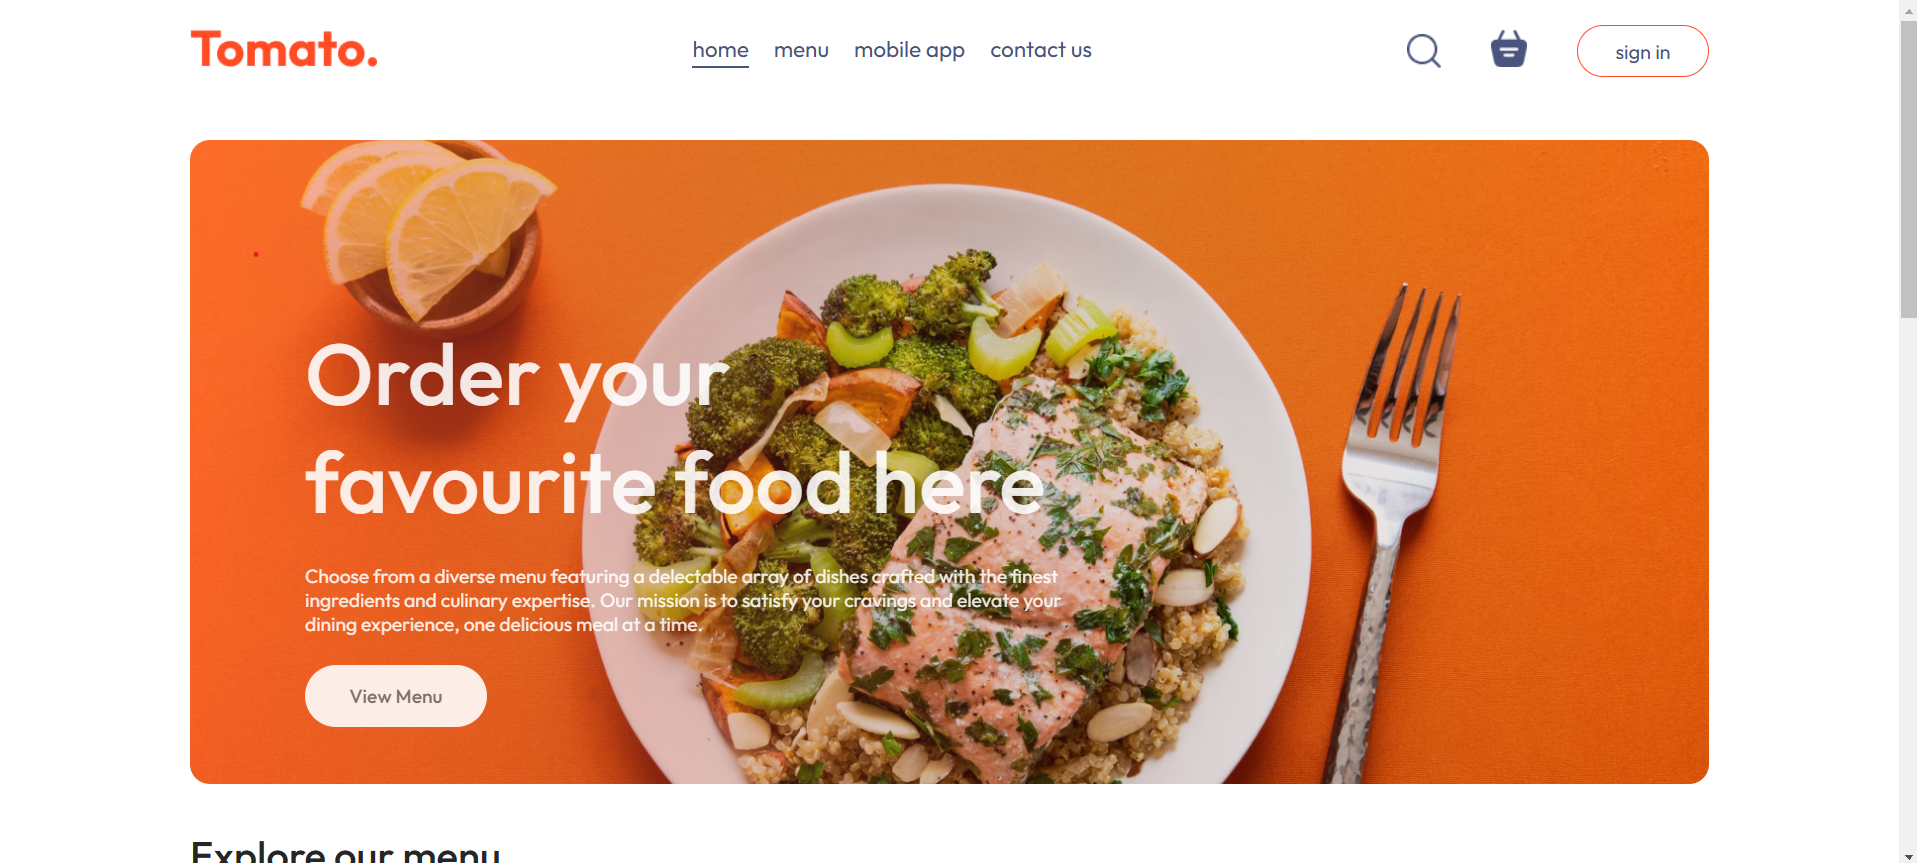 Tomato.
home
menu
mobile app
contact us
sign in
Order your
favourite food here
Choose from a diverse menu featuring a delectable array of dishes crafted with the finest
ingredients and culinary expertise. Our mission is to satisfy your cravings and elevate your
dining experience, one delicious meal at a time.
View Menu
Explore our menu